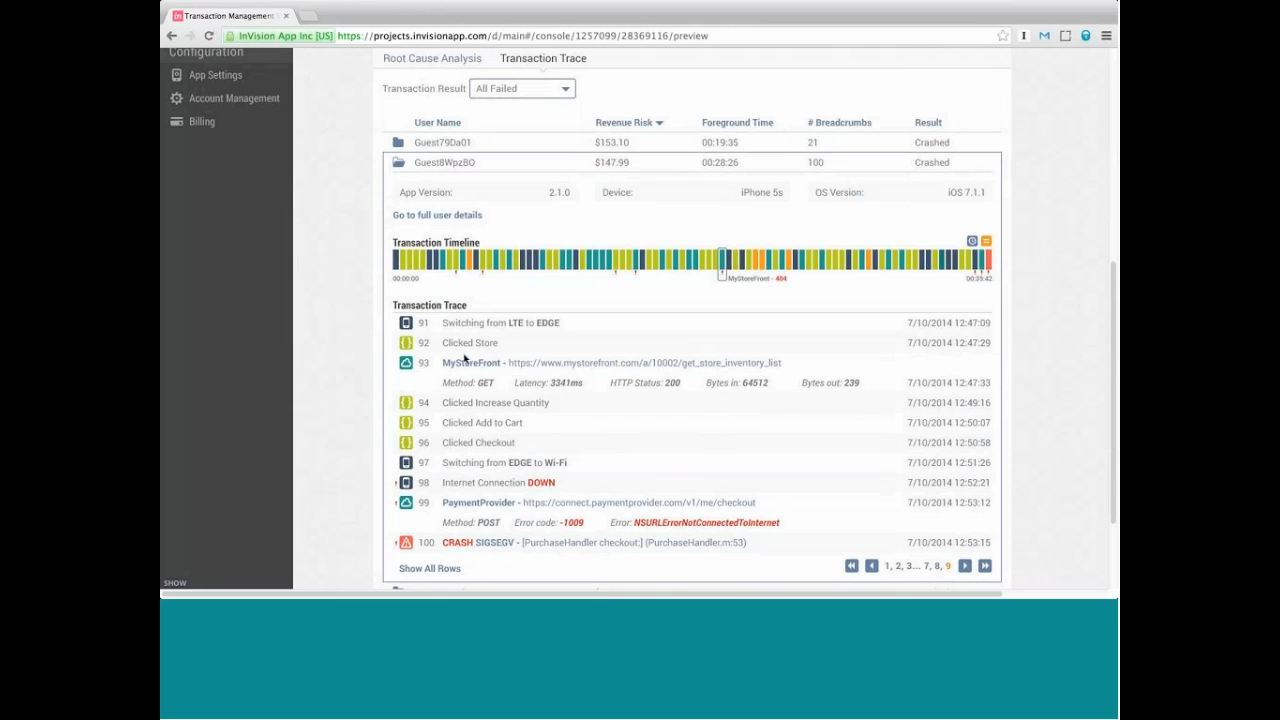 Transaction Management
InVision App Inc [US] https://projects.invisionapp.com/d/main#/console/1257099/28369116/preview
Configuration
App Settings
Account Management
Billing
SHOW
Root Cause Analysis Transaction Trace
Transaction Result All Failed
User Name Revenue Risk Foreground Time # Breadcrumbs Result
Guest79Da01 $153.10 00:19:35 21 Crashed
Guest8WpzBO $147.99 00:28:26 100 Crashed
App Version: 2.1.0 Device: iPhone 5s OS Version: iOS 7.1.1
Go to full user details
Transaction Timeline
00:00:00 MyStoreFront - 404 00:35:42
Transaction Trace
91 Switching from LTE to EDGE 7/10/2014 12:47:09
92 Clicked Store 7/10/2014 12:47:29
93 MyStoreFront - https://www.mystorefront.com/a/10002/get_store_inventory_list
Method: GET Latency: 3341ms HTTP Status: 200 Bytes in: 64512 Bytes out: 239 7/10/2014 12:47:33
94 Clicked Increase Quantity 7/10/2014 12:49:16
95 Clicked Add to Cart 7/10/2014 12:50:07
96 Clicked Checkout 7/10/2014 12:50:58
97 Switching from EDGE to Wi-Fi 7/10/2014 12:51:26
98 Internet Connection DOWN 7/10/2014 12:52:21
99 PaymentProvider - https://connect.paymentprovider.com/v1/me/checkout 7/10/2014 12:53:12
Method: POST Error code: -1009 Error: NSURLErrorNotConnectedToInternet
100 CRASH SIGSEGV - [PurchaseHandler checkout:] (PurchaseHandler.m:53) 7/10/2014 12:53:15
Show All Rows 1, 2, 3... 7, 8, 9